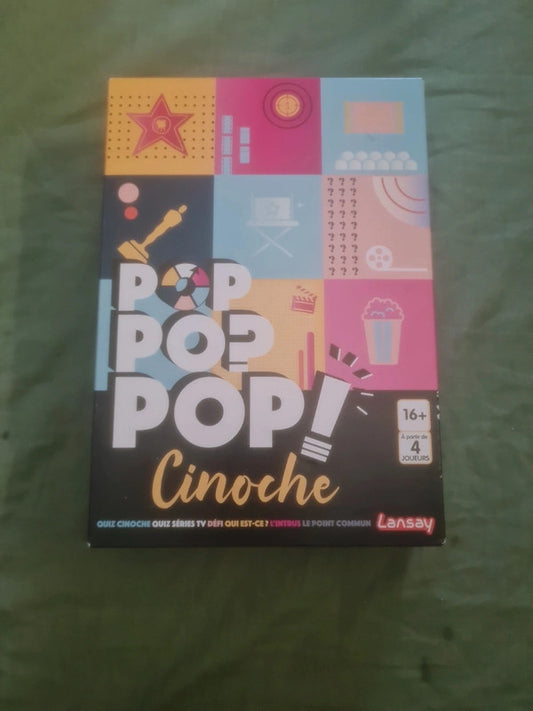 POP
PO?
POP!
Cinoche
16+
À partir de
4
JOUEURS
QUIZ CINOCHE QUIZ SÉRIES TV DÉFI QUI EST-CE ? L'INTRUS LE POINT COMMUN
Lansay